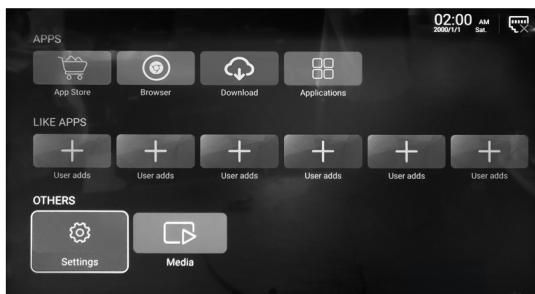 02:00 AM
2000/1/1 Sat.
APPS
App Store
Browser
Download
Applications
LIKE APPS
User adds
User adds
User adds
User adds
User adds
User adds
OTHERS
Settings
Media